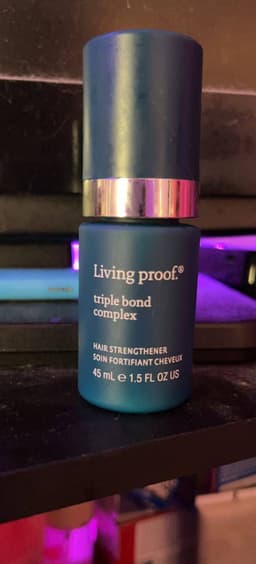 Living proof.®
triple bond
complex
HAIR STRENGTHENER
SOIN FORTIFIANT CHEVEUX
45 mL ℮ 1.5 FL OZ US